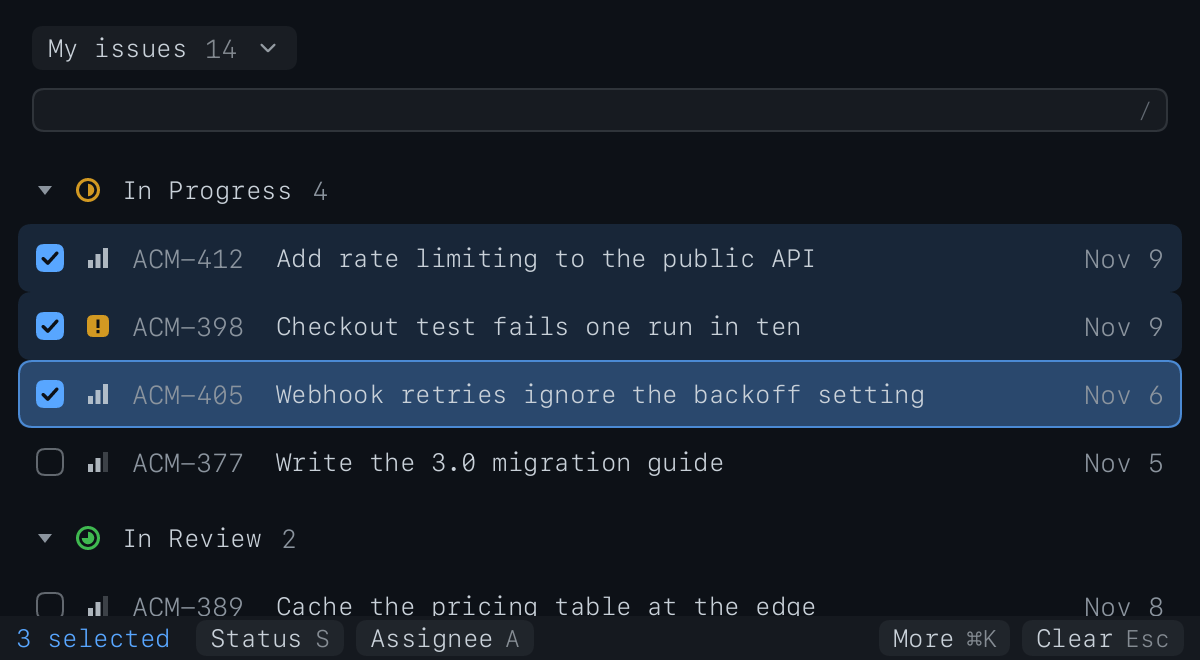 My issues 14
/
In Progress 4
ACM-412 Add rate limiting to the public API Nov 9
! ACM-398 Checkout test fails one run in ten Nov 9
ACM-405 Webhook retries ignore the backoff setting Nov 6
ACM-377 Write the 3.0 migration guide Nov 5
In Review 2
ACM-389 Cache the pricing table at the edge Nov 8
3 selected Status S Assignee A More ⌘K Clear Esc